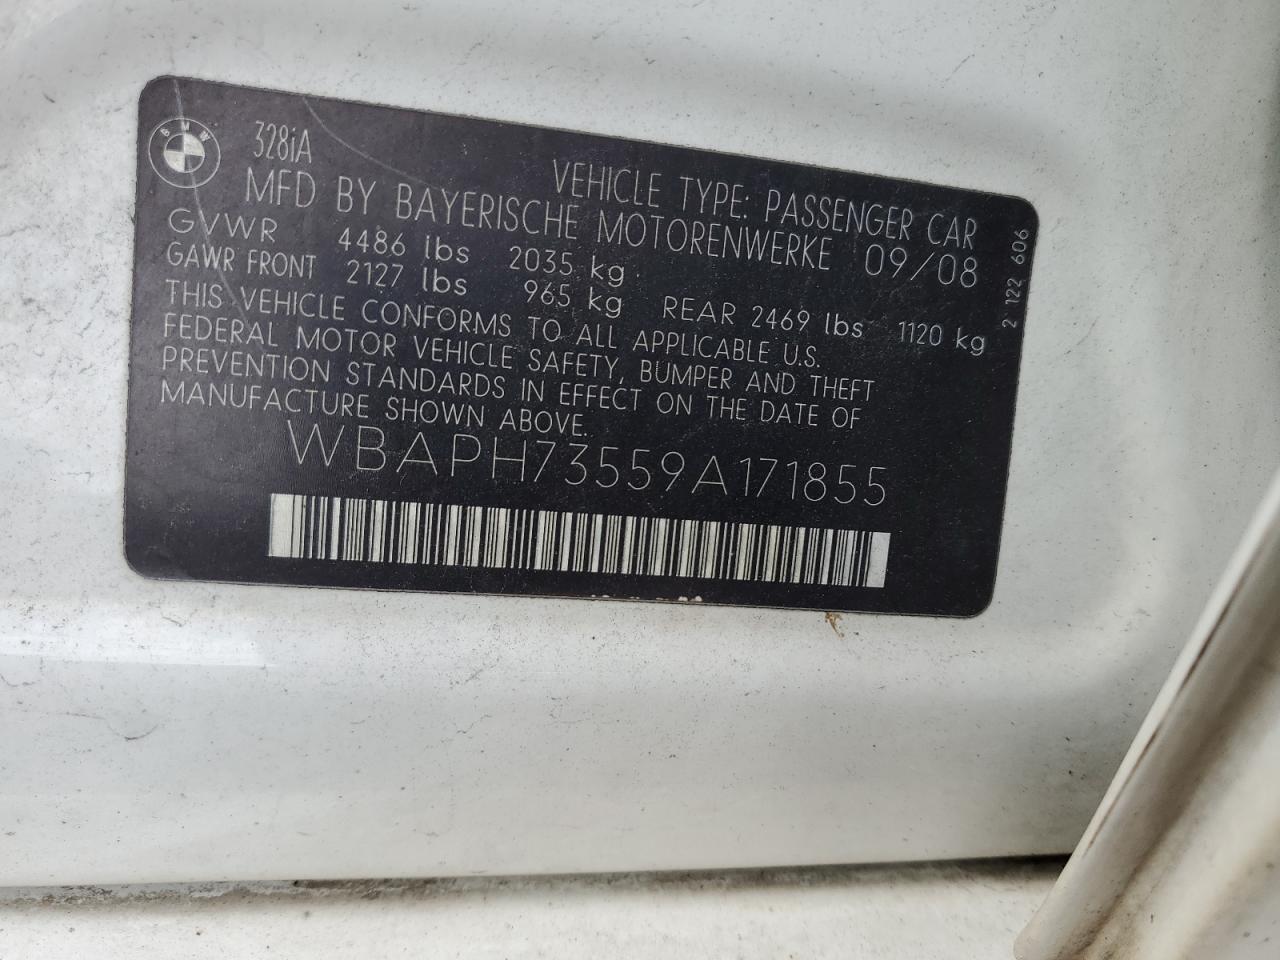 BMW
328iA
VEHICLE TYPE: PASSENGER CAR
MFD BY BAYERISCHE MOTORENWERKE 09/08
GVWR 4486 lbs 2035 kg
GAWR FRONT 2127 lbs 965 kg REAR 2469 lbs 1120 kg
THIS VEHICLE CONFORMS TO ALL APPLICABLE U.S.
FEDERAL MOTOR VEHICLE SAFETY, BUMPER AND THEFT
PREVENTION STANDARDS IN EFFECT ON THE DATE OF
MANUFACTURE SHOWN ABOVE.
WBAPH73559A171855
2 122 606